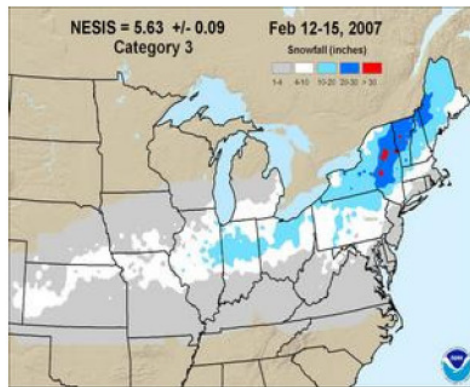 NESIS = 5.63 +/- 0.09
Category 3
Feb 12-15, 2007
Snowfall (inches)
1-4 4-10 10-20 20-30 > 30